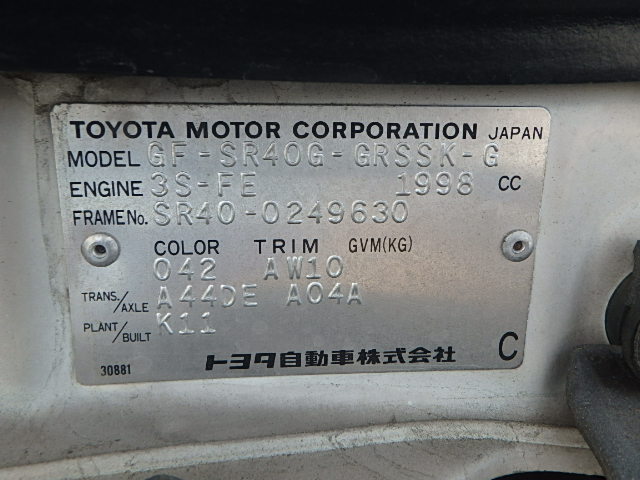 TOYOTA MOTOR CORPORATION JAPAN
MODEL GF-SR40G-GRSSK-G
ENGINE 3S-FE 1998 CC
FRAME No. SR40-0249630
COLOR TRIM GVM(KG)
042 AW10
TRANS./AXLE A44DE A04A
PLANT/BUILT K11
30881 トヨタ自動車株式会社 C